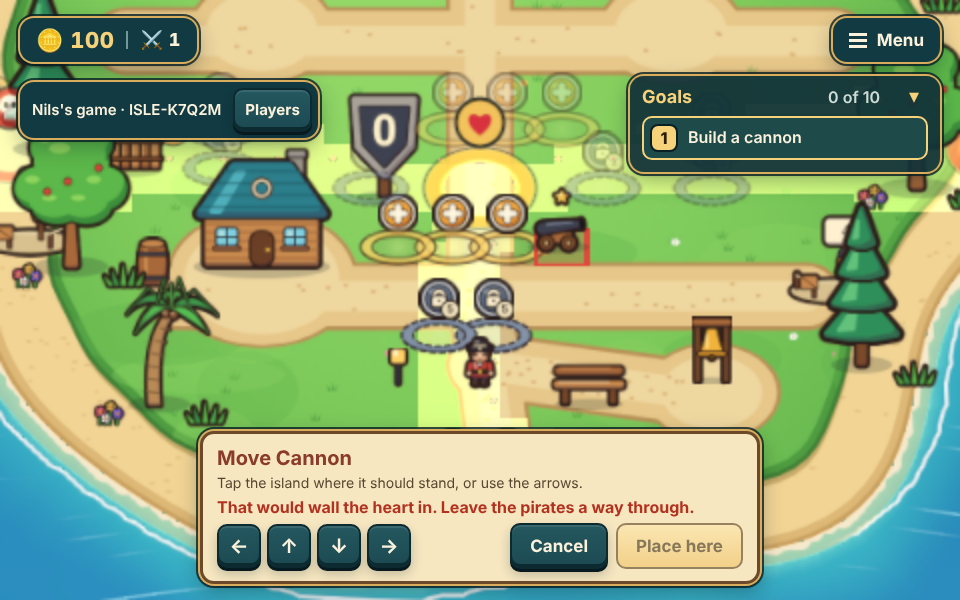 100 | 1
Menu
Nils's game · ISLE-K7Q2M
Players
Goals
0 of 10
1
Build a cannon
0
Move Cannon
Tap the island where it should stand, or use the arrows.
That would wall the heart in. Leave the pirates a way through.
Cancel
Place here